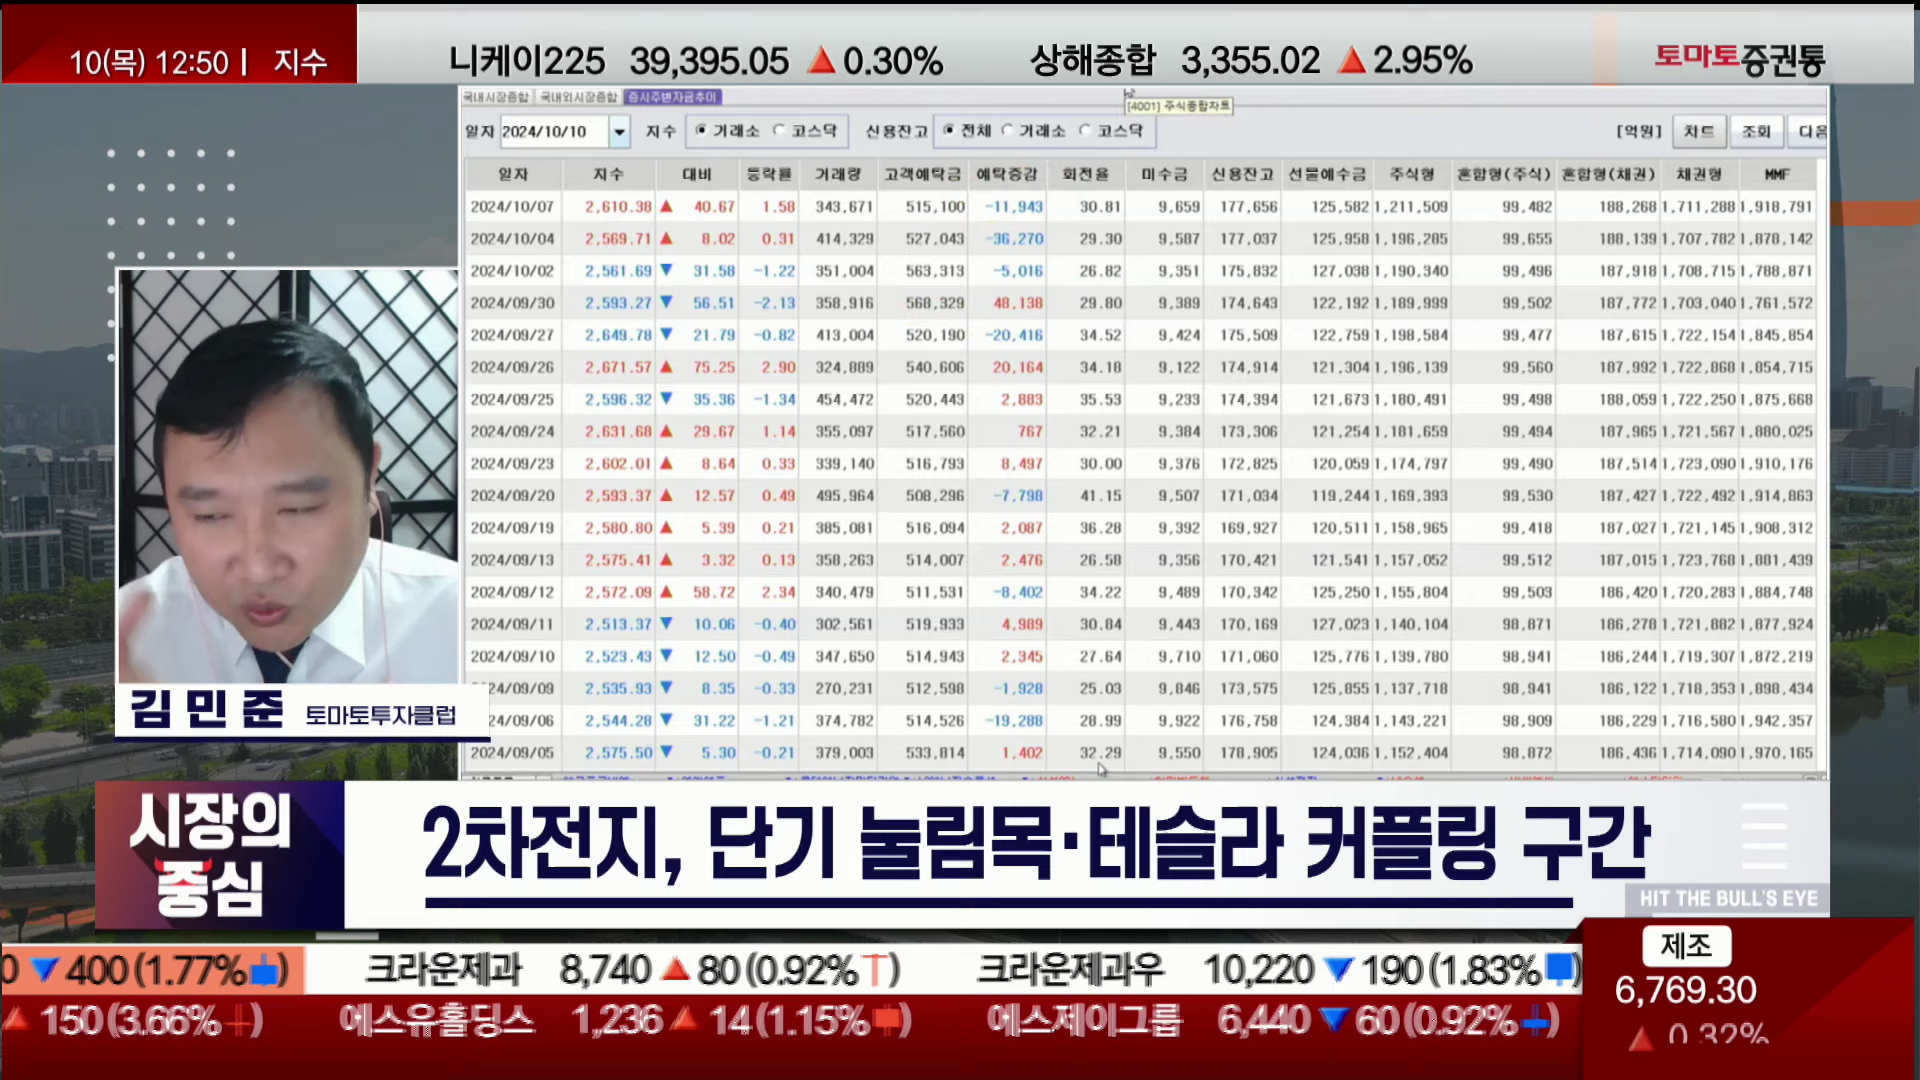 10(목) 12:50 | 지수 니케이225 39,395.05 ▲ 0.30% 상해종합 3,355.02 ▲ 2.95% 토마토증권통
국내시장종합 국내외시장종합 증시주변자금추이
[4001] 주식종합차트
일자 2024/10/10 지수 거래소 코스닥 신용잔고 전체 거래소 코스닥 [억원] 차트 조회 다음
일자 지수 대비 등락률 거래량 고객예탁금 예탁증감 회전율 미수금 신용잔고 선물예수금 주식형 혼합형(주식) 혼합형(채권) 채권형 MMF
2024/10/07 2,610.38 ▲ 40.67 1.58 343,671 515,100 -11,943 30.81 9,659 177,656 125,582 1,211,509 99,482 188,268 1,711,288 1,918,791
2024/10/04 2,569.71 ▲ 8.02 0.31 414,329 527,043 -36,270 29.30 9,587 177,037 125,958 1,196,285 99,655 188,139 1,707,782 1,878,142
2024/10/02 2,561.69 ▼ 31.58 -1.22 351,004 563,313 -5,016 26.82 9,351 175,832 127,038 1,190,340 99,496 187,918 1,708,715 1,788,871
2024/09/30 2,593.27 ▼ 56.51 -2.13 358,916 568,329 48,138 29.80 9,389 174,643 122,192 1,189,999 99,502 187,772 1,703,040 1,761,572
2024/09/27 2,649.78 ▼ 21.79 -0.82 413,004 520,190 -20,416 34.52 9,424 175,509 122,759 1,198,584 99,477 187,615 1,722,154 1,845,854
2024/09/26 2,671.57 ▲ 75.25 2.90 324,889 540,606 20,164 34.18 9,122 174,914 121,304 1,196,139 99,560 187,992 1,722,868 1,854,715
2024/09/25 2,596.32 ▼ 35.36 -1.34 454,472 520,443 2,883 35.53 9,233 174,394 121,673 1,180,491 99,498 188,059 1,722,250 1,875,668
2024/09/24 2,631.68 ▲ 29.67 1.14 355,097 517,560 767 32.21 9,384 173,306 121,254 1,181,659 99,494 187,965 1,721,567 1,880,025
2024/09/23 2,602.01 ▲ 8.64 0.33 339,140 516,793 8,497 30.00 9,376 172,825 120,059 1,174,797 99,490 187,514 1,723,090 1,910,176
2024/09/20 2,593.37 ▲ 12.57 0.49 495,964 508,296 -7,798 41.15 9,507 171,034 119,244 1,169,393 99,530 187,427 1,722,492 1,914,863
2024/09/19 2,580.80 ▲ 5.39 0.21 385,081 516,094 2,087 36.28 9,392 169,927 120,511 1,158,965 99,418 187,027 1,721,145 1,908,312
2024/09/13 2,575.41 ▲ 3.32 0.13 358,263 514,007 2,476 26.58 9,356 170,421 121,541 1,157,052 99,512 187,015 1,723,768 1,881,439
2024/09/12 2,572.09 ▲ 58.72 2.34 340,479 511,531 -8,402 34.22 9,489 170,342 125,250 1,155,804 99,503 186,420 1,720,283 1,884,748
2024/09/11 2,513.37 ▼ 10.06 -0.40 302,561 519,933 4,989 30.84 9,443 170,169 127,023 1,140,104 98,871 186,278 1,721,882 1,877,924
2024/09/10 2,523.43 ▼ 12.50 -0.49 347,650 514,943 2,345 27.64 9,710 171,060 125,776 1,139,780 98,941 186,244 1,719,307 1,872,219
2024/09/09 2,535.93 ▼ 8.35 -0.33 270,231 512,598 -1,928 25.03 9,846 173,575 125,855 1,137,718 98,941 186,122 1,718,353 1,898,434
2024/09/06 2,544.28 ▼ 31.22 -1.21 374,782 514,526 -19,288 28.99 9,922 176,758 124,384 1,143,221 98,909 186,229 1,716,580 1,942,357
2024/09/05 2,575.50 ▼ 5.30 -0.21 379,003 533,814 1,402 32.29 9,550 178,905 124,036 1,152,404 98,872 186,436 1,714,090 1,970,165
김민준 토마토투자클럽
시장의
중심
2차전지, 단기 눌림목·테슬라 커플링 구간
HIT THE BULL'S EYE
0 ▼ 400 (1.77% ) 크라운제과 8,740 ▲ 80 (0.92% ) 크라운제과우 10,220 ▼ 190 (1.83% )
▲ 150 (3.66% ) 에스유홀딩스 1,236 ▲ 14 (1.15% ) 에스제이그룹 6,440 ▼ 60 (0.92% )
제조
6,769.30
▲ 0.32%